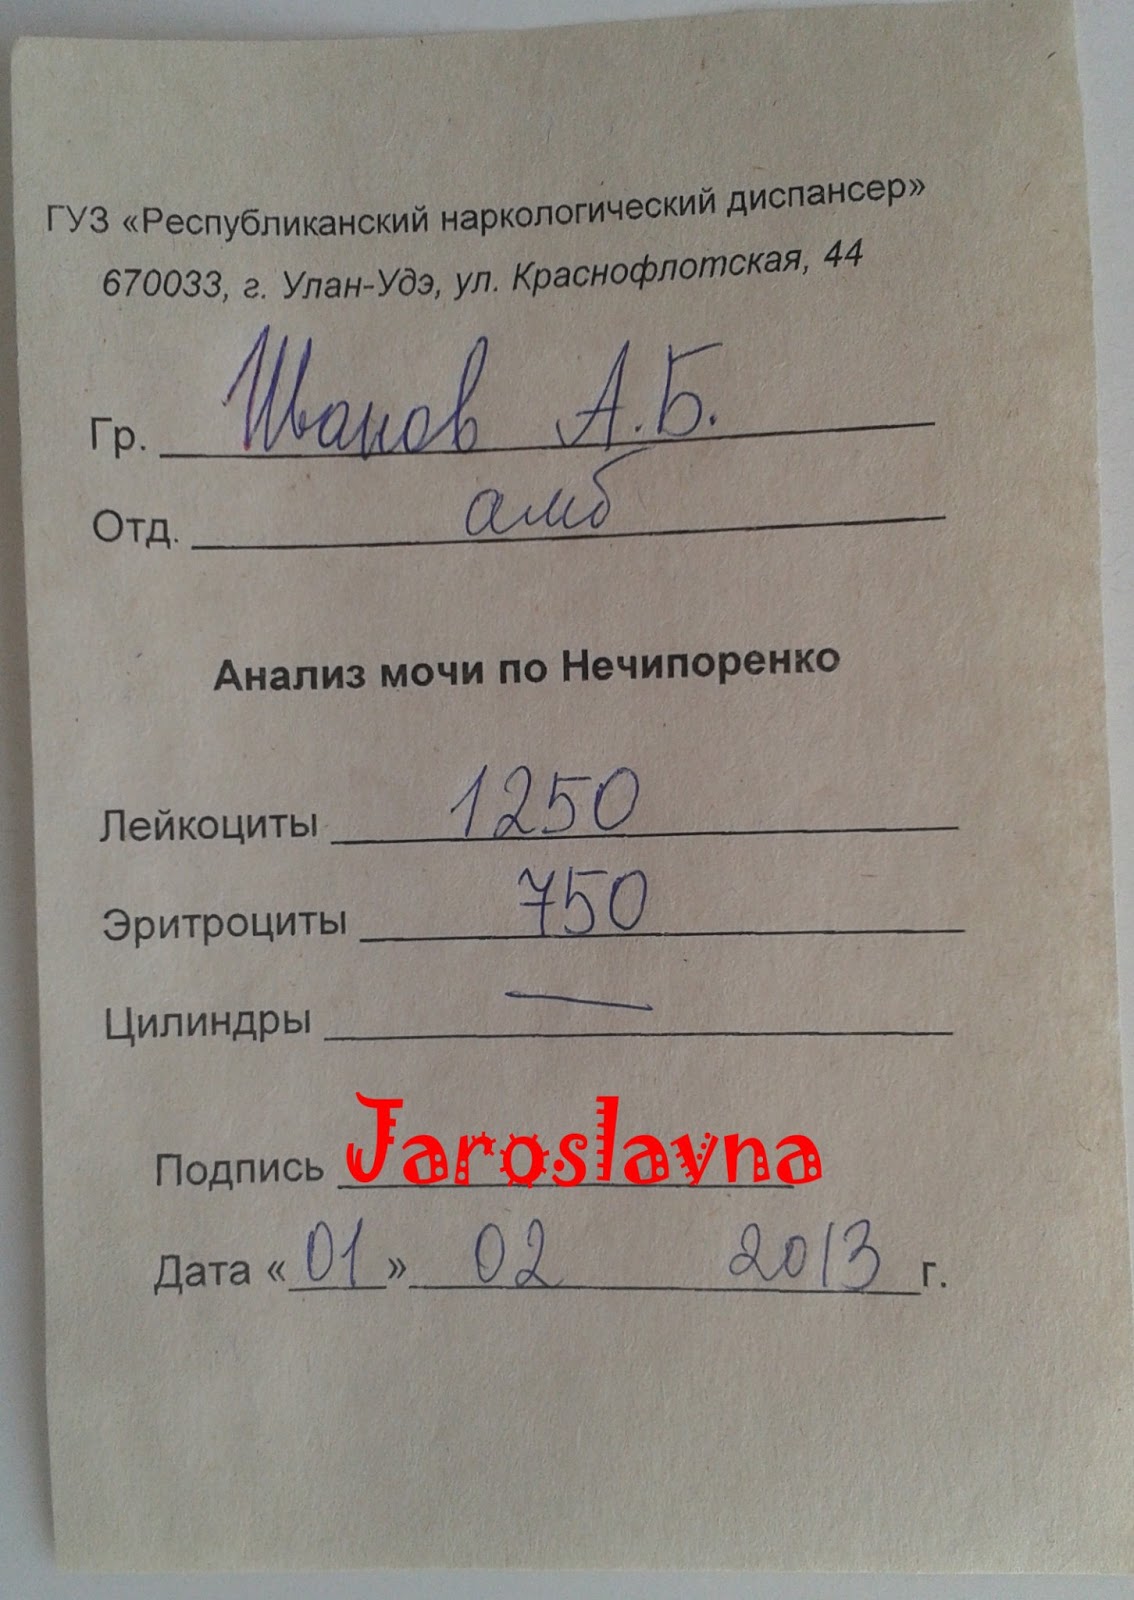 ГУЗ «Республиканский наркологический диспансер»
670033, г. Улан-Удэ, ул. Краснофлотская, 44
Гр. Иванов А.Б.
Отд. амб
Анализ мочи по Нечипоренко
Лейкоциты 1250
Эритроциты 750
Цилиндры —
Подпись Jaroslavna
Дата «01» 02 2013 г.